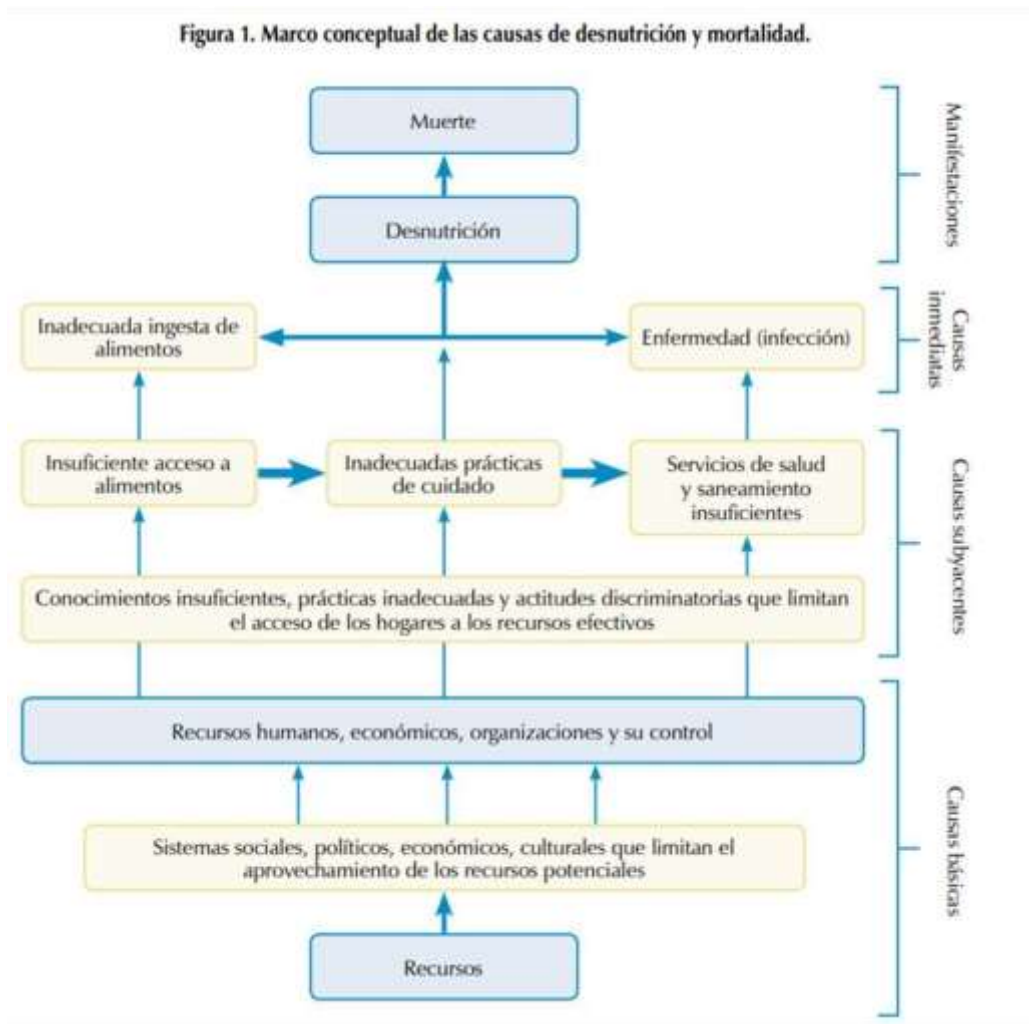 Figura 1. Marco conceptual de las causas de desnutrición y mortalidad.
Muerte
Desnutrición
Manifestaciones
Inadecuada ingesta de
alimentos
Enfermedad (infección)
Causas
inmediatas
Insuficiente acceso a
alimentos
Inadecuadas prácticas
de cuidado
Servicios de salud
y saneamiento
insuficientes
Conocimientos insuficientes, prácticas inadecuadas y actitudes discriminatorias que limitan
el acceso de los hogares a los recursos efectivos
Causas subyacentes
Recursos humanos, económicos, organizaciones y su control
Sistemas sociales, políticos, económicos, culturales que limitan el
aprovechamiento de los recursos potenciales
Recursos
Causas básicas